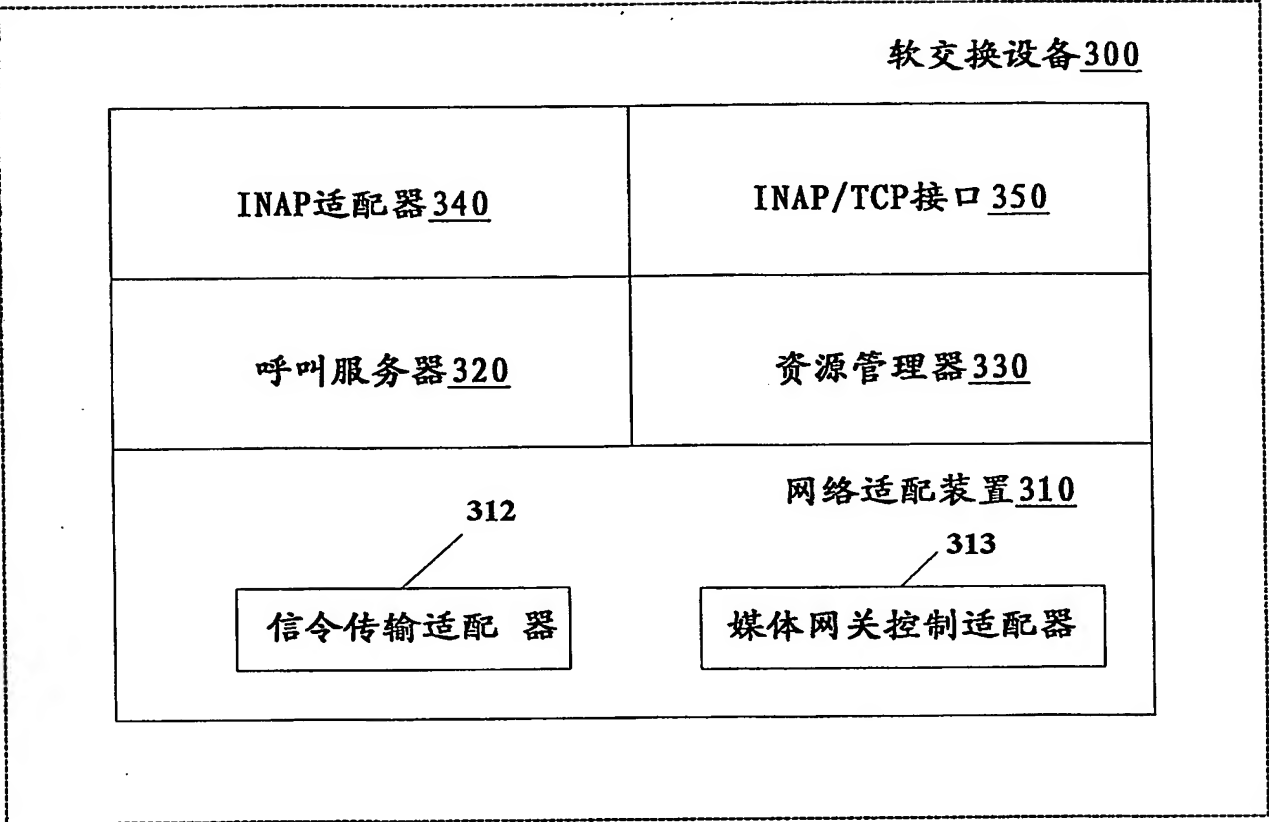 软交换设备300
INAP适配器340
INAP/TCP接口350
呼叫服务器320
资源管理器330
网络适配装置310
312
313
信令传输适配 器
媒体网关控制适配器